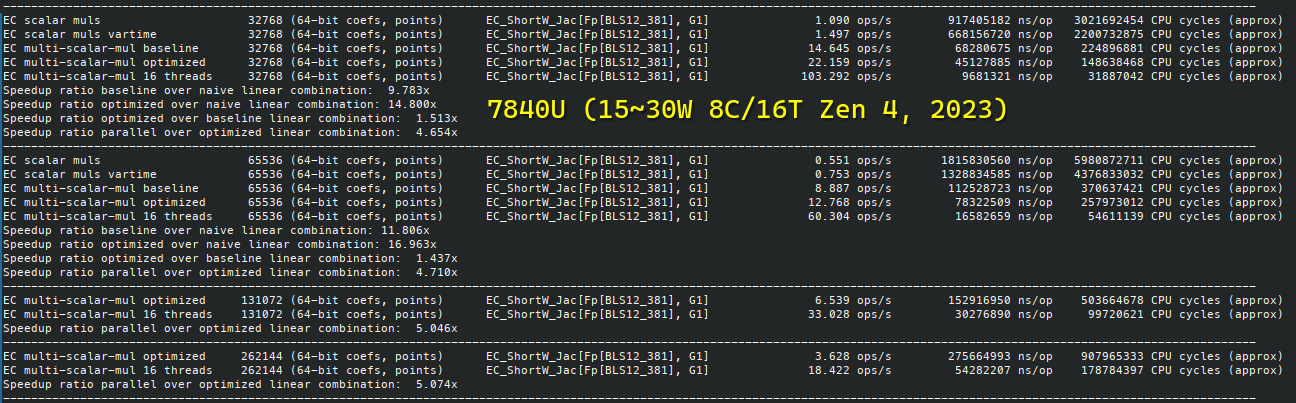 EC scalar muls 32768 (64-bit coefs, points) EC_ShortW_Jac[Fp[BLS12_381], G1] 1.090 ops/s 917405182 ns/op 3021692454 CPU cycles (approx)
EC scalar muls vartime 32768 (64-bit coefs, points) EC_ShortW_Jac[Fp[BLS12_381], G1] 1.497 ops/s 668156720 ns/op 2200732875 CPU cycles (approx)
EC multi-scalar-mul baseline 32768 (64-bit coefs, points) EC_ShortW_Jac[Fp[BLS12_381], G1] 14.645 ops/s 68280675 ns/op 224896881 CPU cycles (approx)
EC multi-scalar-mul optimized 32768 (64-bit coefs, points) EC_ShortW_Jac[Fp[BLS12_381], G1] 22.159 ops/s 45127885 ns/op 148638468 CPU cycles (approx)
EC multi-scalar-mul 16 threads 32768 (64-bit coefs, points) EC_ShortW_Jac[Fp[BLS12_381], G1] 103.292 ops/s 9681321 ns/op 31887042 CPU cycles (approx)
Speedup ratio baseline over naive linear combination: 9.783x
Speedup ratio optimized over naive linear combination: 14.800x
Speedup ratio optimized over baseline linear combination: 1.513x
Speedup ratio parallel over optimized linear combination: 4.654x
7840U (15~30W 8C/16T Zen 4, 2023)
EC scalar muls 65536 (64-bit coefs, points) EC_ShortW_Jac[Fp[BLS12_381], G1] 0.551 ops/s 1815830560 ns/op 5980872711 CPU cycles (approx)
EC scalar muls vartime 65536 (64-bit coefs, points) EC_ShortW_Jac[Fp[BLS12_381], G1] 0.753 ops/s 1328834585 ns/op 4376833032 CPU cycles (approx)
EC multi-scalar-mul baseline 65536 (64-bit coefs, points) EC_ShortW_Jac[Fp[BLS12_381], G1] 8.887 ops/s 112528723 ns/op 370637421 CPU cycles (approx)
EC multi-scalar-mul optimized 65536 (64-bit coefs, points) EC_ShortW_Jac[Fp[BLS12_381], G1] 12.768 ops/s 78322509 ns/op 257973012 CPU cycles (approx)
EC multi-scalar-mul 16 threads 65536 (64-bit coefs, points) EC_ShortW_Jac[Fp[BLS12_381], G1] 60.304 ops/s 16582659 ns/op 54611139 CPU cycles (approx)
Speedup ratio baseline over naive linear combination: 11.806x
Speedup ratio optimized over naive linear combination: 16.963x
Speedup ratio optimized over baseline linear combination: 1.437x
Speedup ratio parallel over optimized linear combination: 4.710x
EC multi-scalar-mul optimized 131072 (64-bit coefs, points) EC_ShortW_Jac[Fp[BLS12_381], G1] 6.539 ops/s 152916950 ns/op 503664678 CPU cycles (approx)
EC multi-scalar-mul 16 threads 131072 (64-bit coefs, points) EC_ShortW_Jac[Fp[BLS12_381], G1] 33.028 ops/s 30276890 ns/op 99720621 CPU cycles (approx)
Speedup ratio parallel over optimized linear combination: 5.046x
EC multi-scalar-mul optimized 262144 (64-bit coefs, points) EC_ShortW_Jac[Fp[BLS12_381], G1] 3.628 ops/s 275664993 ns/op 907965333 CPU cycles (approx)
EC multi-scalar-mul 16 threads 262144 (64-bit coefs, points) EC_ShortW_Jac[Fp[BLS12_381], G1] 18.422 ops/s 54282207 ns/op 178784397 CPU cycles (approx)
Speedup ratio parallel over optimized linear combination: 5.074x